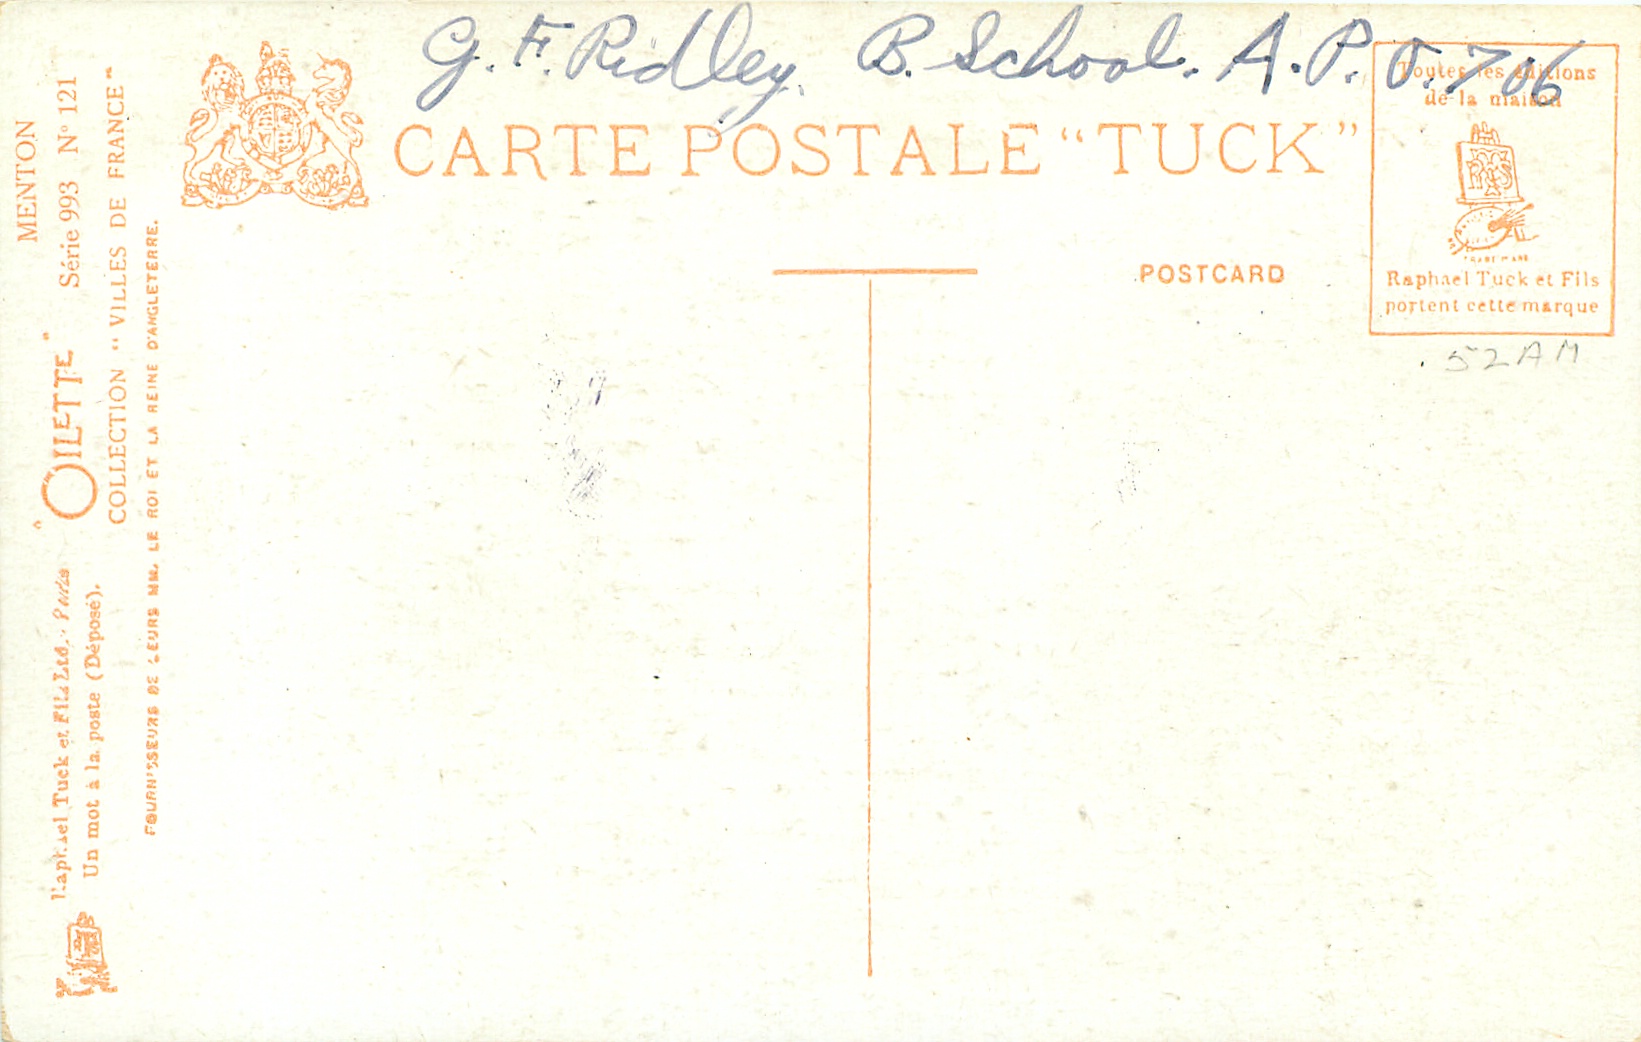 G. F. Ridley. B. School. A. P. O. 706
CARTE POSTALE “TUCK”
POSTCARD
Toutes les éditions
de la maison
TRADE MARK
Raphael Tuck et Fils
portent cette marque
52AM
MENTON
“OILETTE” Série 993 N° 121
COLLECTION “VILLES DE FRANCE”
Raphael Tuck et Fils Ltd. Paris
Un mot à la poste (Déposé).
FOURNISSEURS DE LEURS MM. LE ROI ET LA REINE D'ANGLETERRE.